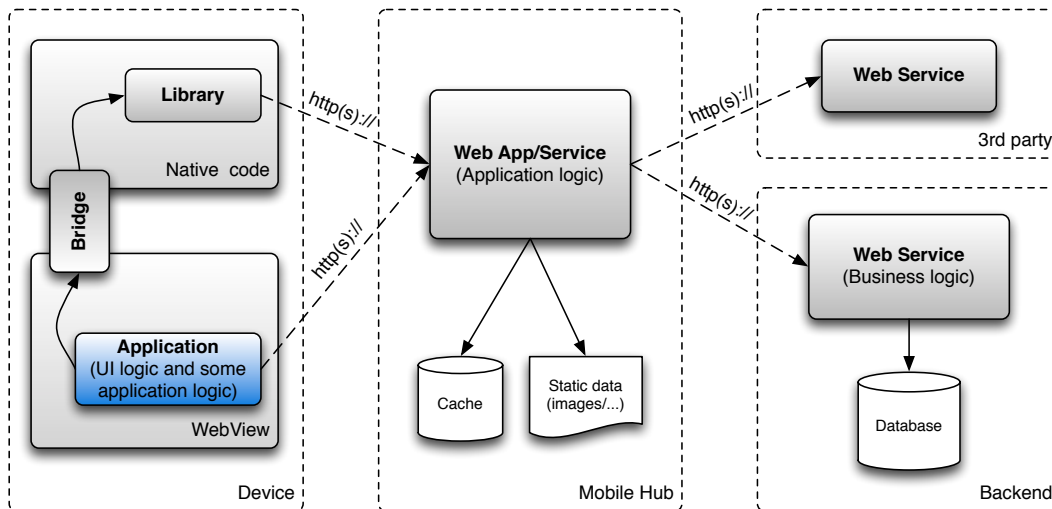 Library
Native code
Bridge
Application
(UI logic and some
application logic)
WebView
Device
http(s)://
http(s)://
Web App/Service
(Application logic)
Cache
Static data
(images/...)
Mobile Hub
http(s)://
http(s)://
Web Service
3rd party
Web Service
(Business logic)
Database
Backend